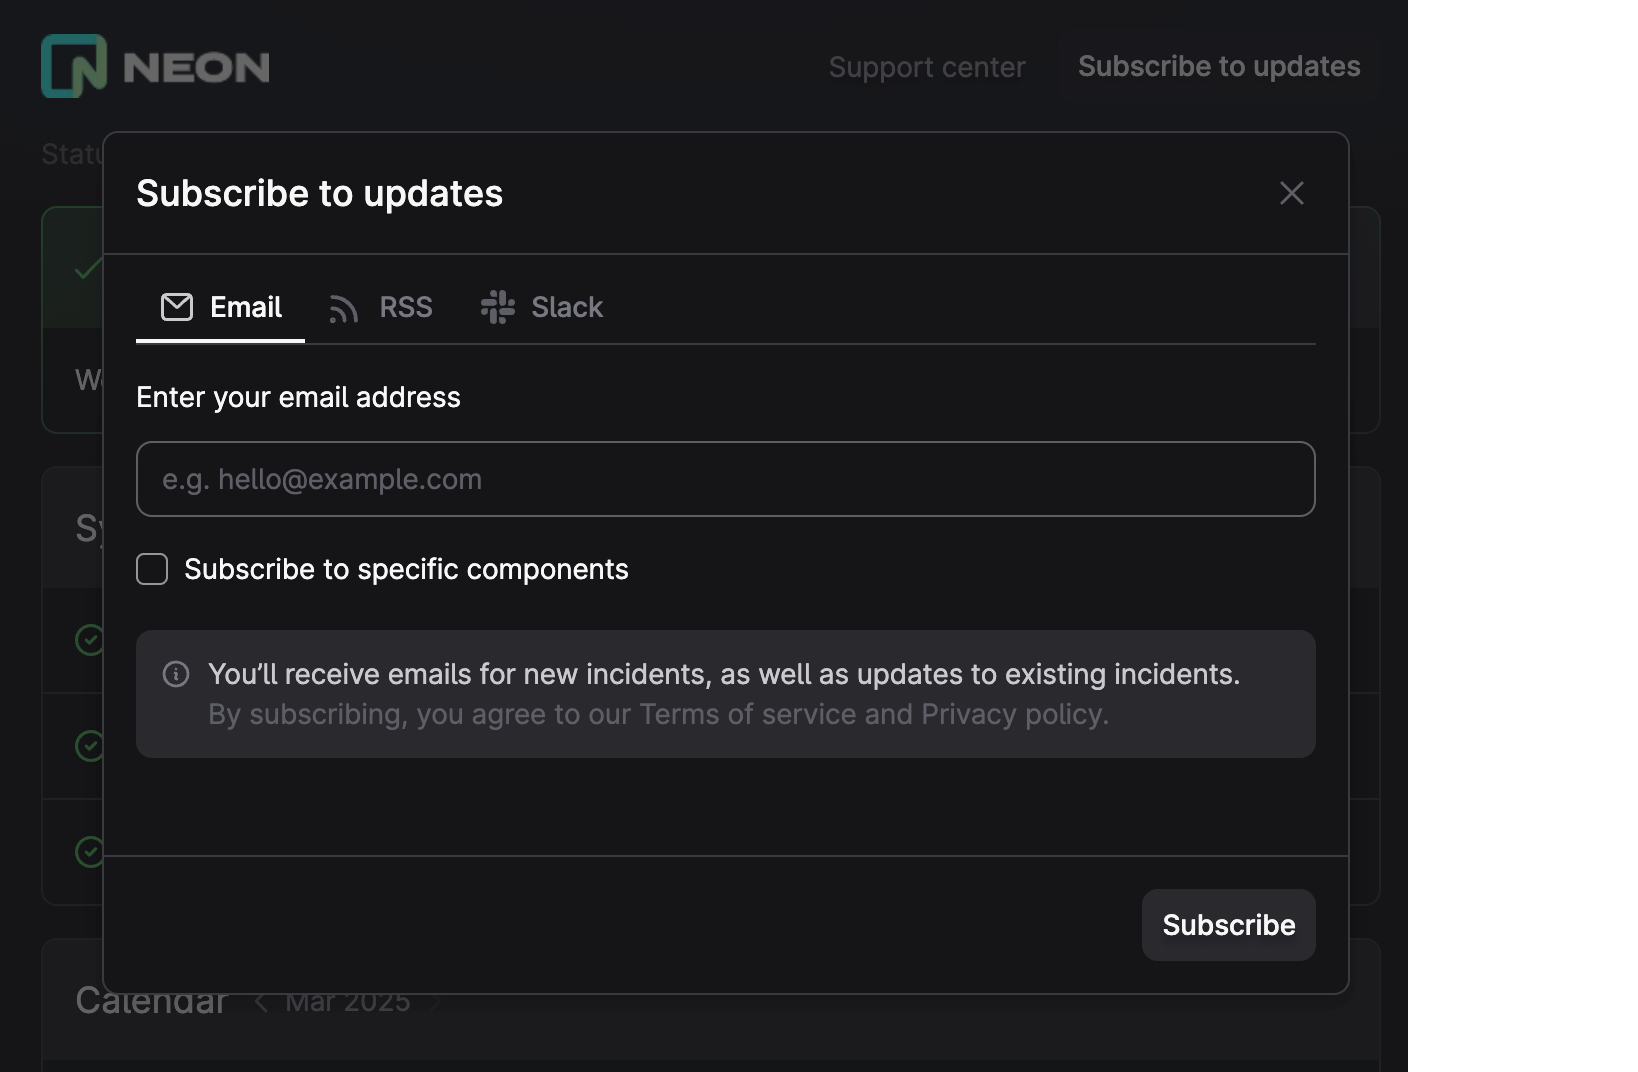 NEON
Support center
Subscribe to updates
Subscribe to updates
Email
RSS
Slack
Enter your email address
e.g. hello@example.com
Subscribe to specific components
You’ll receive emails for new incidents, as well as updates to existing incidents.
By subscribing, you agree to our Terms of service and Privacy policy.
Subscribe
Calendar
Mar 2025